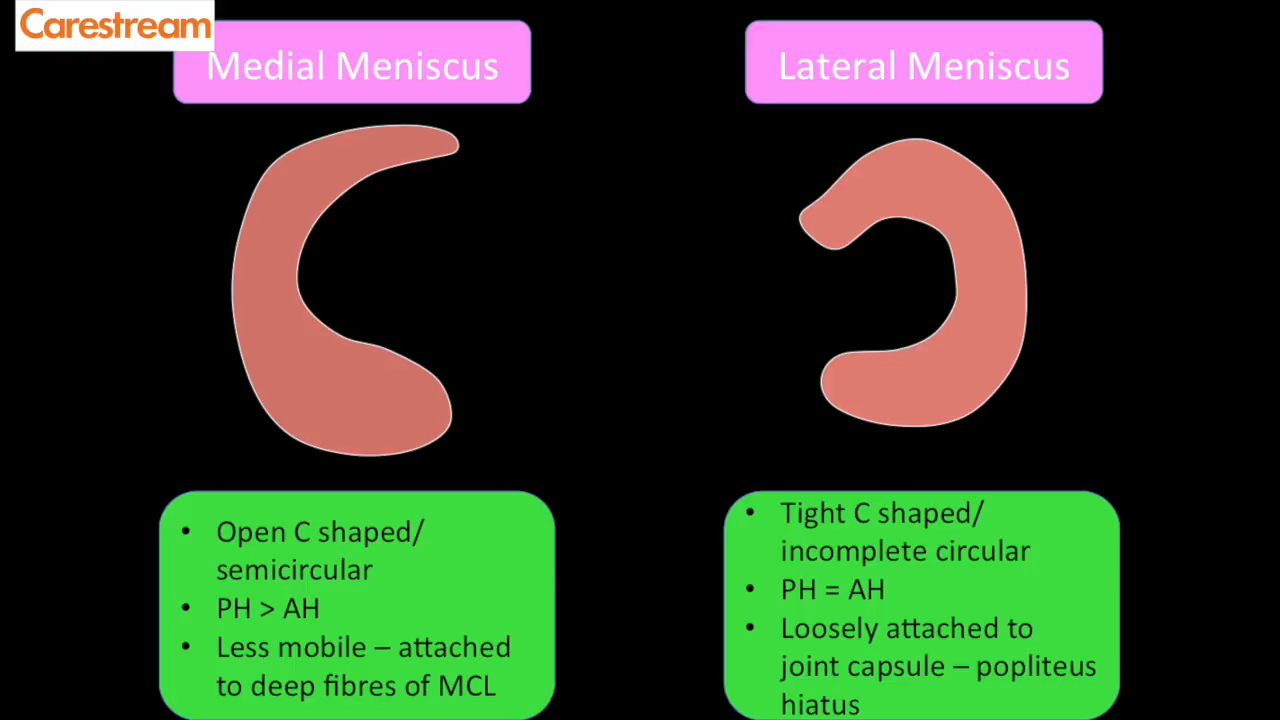 Carestream
Medial Meniscus
Lateral Meniscus
• Open C shaped/
semicircular
• PH > AH
• Less mobile – attached
to deep fibres of MCL
• Tight C shaped/
incomplete circular
• PH = AH
• Loosely attached to
joint capsule – popliteus
hiatus